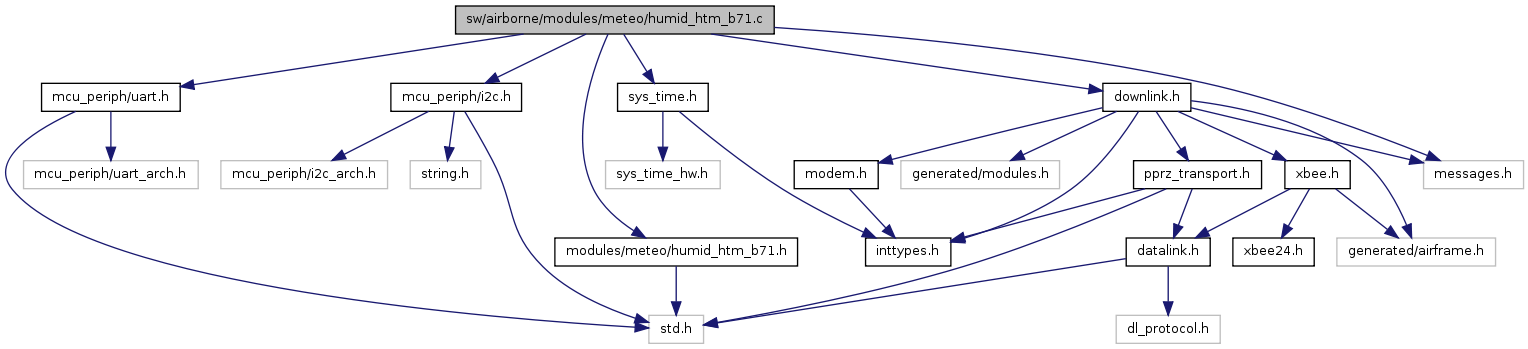 sw/airborne/modules/meteo/humid_htm_b71.c
mcu_periph/uart.h
mcu_periph/i2c.h
sys_time.h
downlink.h
mcu_periph/uart_arch.h
mcu_periph/i2c_arch.h
string.h
sys_time_hw.h
modem.h
generated/modules.h
pprz_transport.h
xbee.h
messages.h
modules/meteo/humid_htm_b71.h
inttypes.h
datalink.h
xbee24.h
generated/airframe.h
std.h
dl_protocol.h